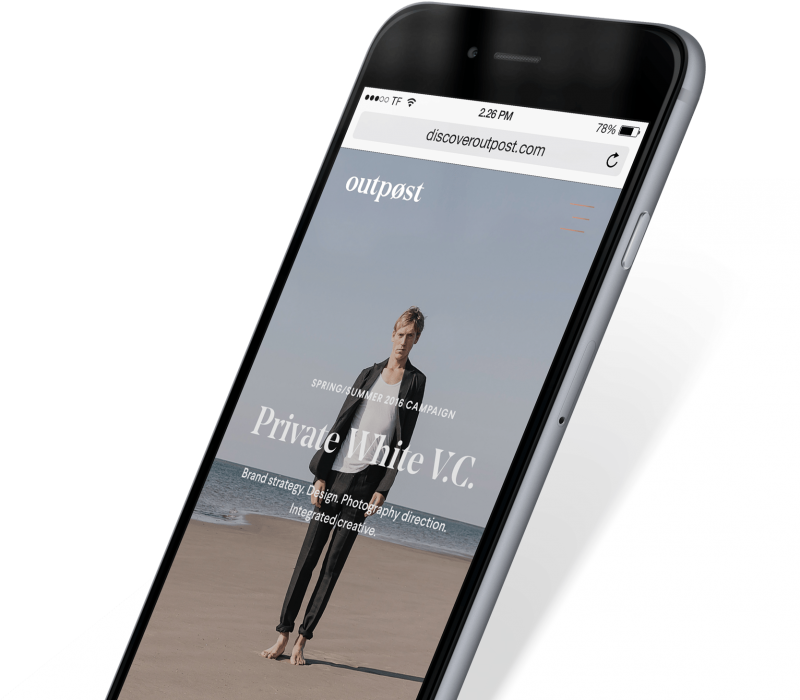 TF
2.26 PM
78%
discoveroutpost.com
outpøst
SPRING/SUMMER 2016 CAMPAIGN
Private White V.C.
Brand strategy. Design. Photography direction.
Integrated creative.